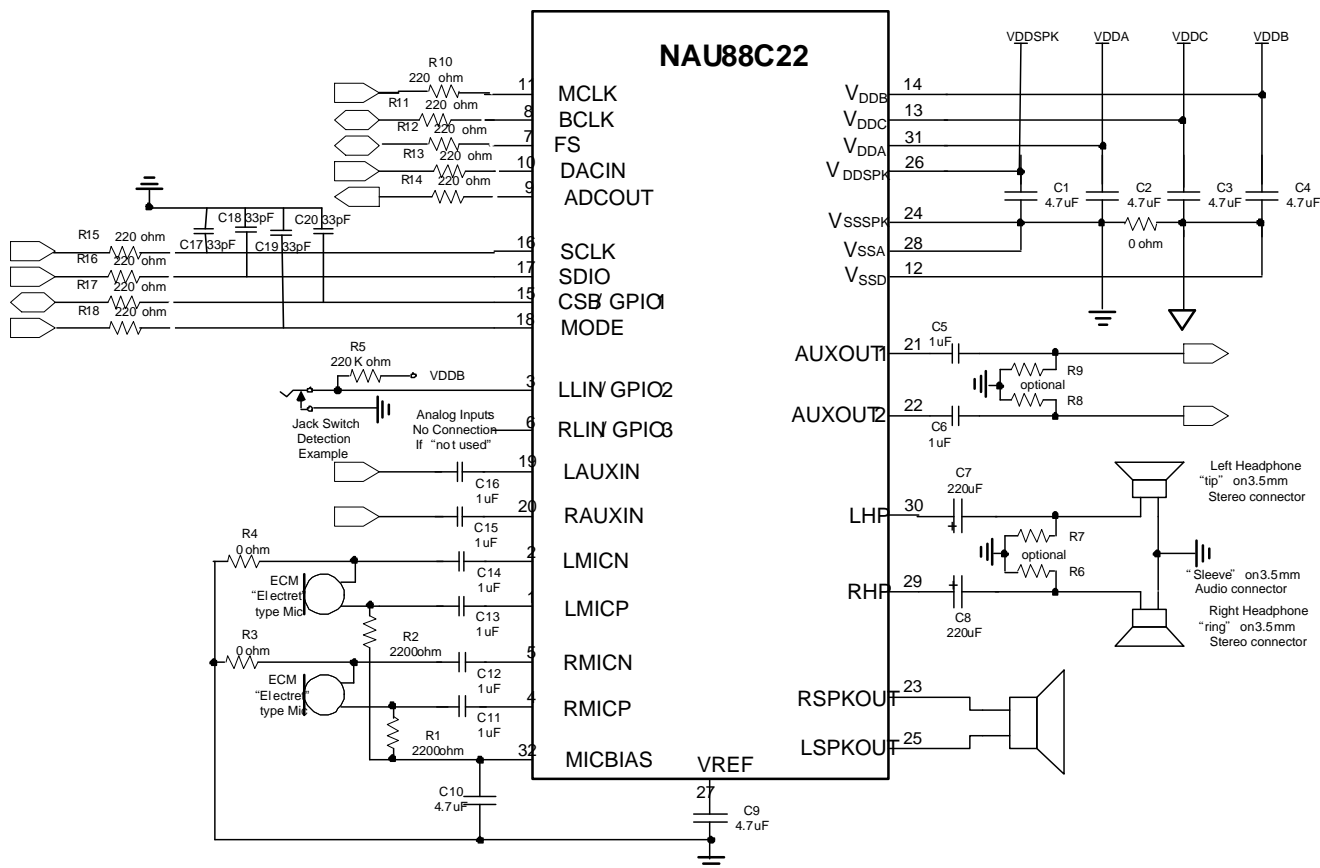 NAU88C22
VDDSPK
VDDA
VDDC
VDDB
R10
220 ohm
11
MCLK
R11
220 ohm
8
BCLK
R12
220 ohm
7
FS
R13
220 ohm
10
DACIN
R14
220 ohm
9
ADCOUT
C18 33pF
C20 33pF
C17 33pF
C19 33pF
R15
220 ohm
16
SCLK
R16
220 ohm
17
SDIO
R17
220 ohm
15
CSB/ GPIO1
R18
220 ohm
18
MODE
R5
220 K ohm
VDDB
3
LLIN/ GPIO2
Jack Switch
Detection
Example
Analog Inputs
No Connection
If "not used"
6
RLIN/ GPIO3
19
LAUXIN
C16
1uF
20
RAUXIN
C15
1uF
R4
0 ohm
2
LMICN
C14
1uF
ECM
"Electret"
type Mic
1
LMICP
C13
1uF
R3
0 ohm
R2
2200ohm
5
RMICN
C12
1uF
ECM
"Electret"
type Mic
4
RMICP
C11
1uF
R1
2200ohm
32
MICBIAS
C10
4.7uF
VREF
27
C9
4.7uF
VDDB
14
VDDC
13
VDDA
31
VDDSPK
26
C1
4.7uF
C2
4.7uF
C3
4.7uF
C4
4.7uF
VSSSPK
24
0 ohm
VSSA
28
VSSD
12
AUXOUT1
21
C5
1uF
R9
optional
R8
AUXOUT2
22
C6
1uF
LHP
30
C7
220uF
+
R7
optional
R6
RHP
29
+
C8
220uF
Left Headphone
"tip" on3.5mm
Stereo connector
"Sleeve" on3.5mm
Audio connector
Right Headphone
"ring" on3.5mm
Stereo connector
RSPKOUT
23
LSPKOUT
25